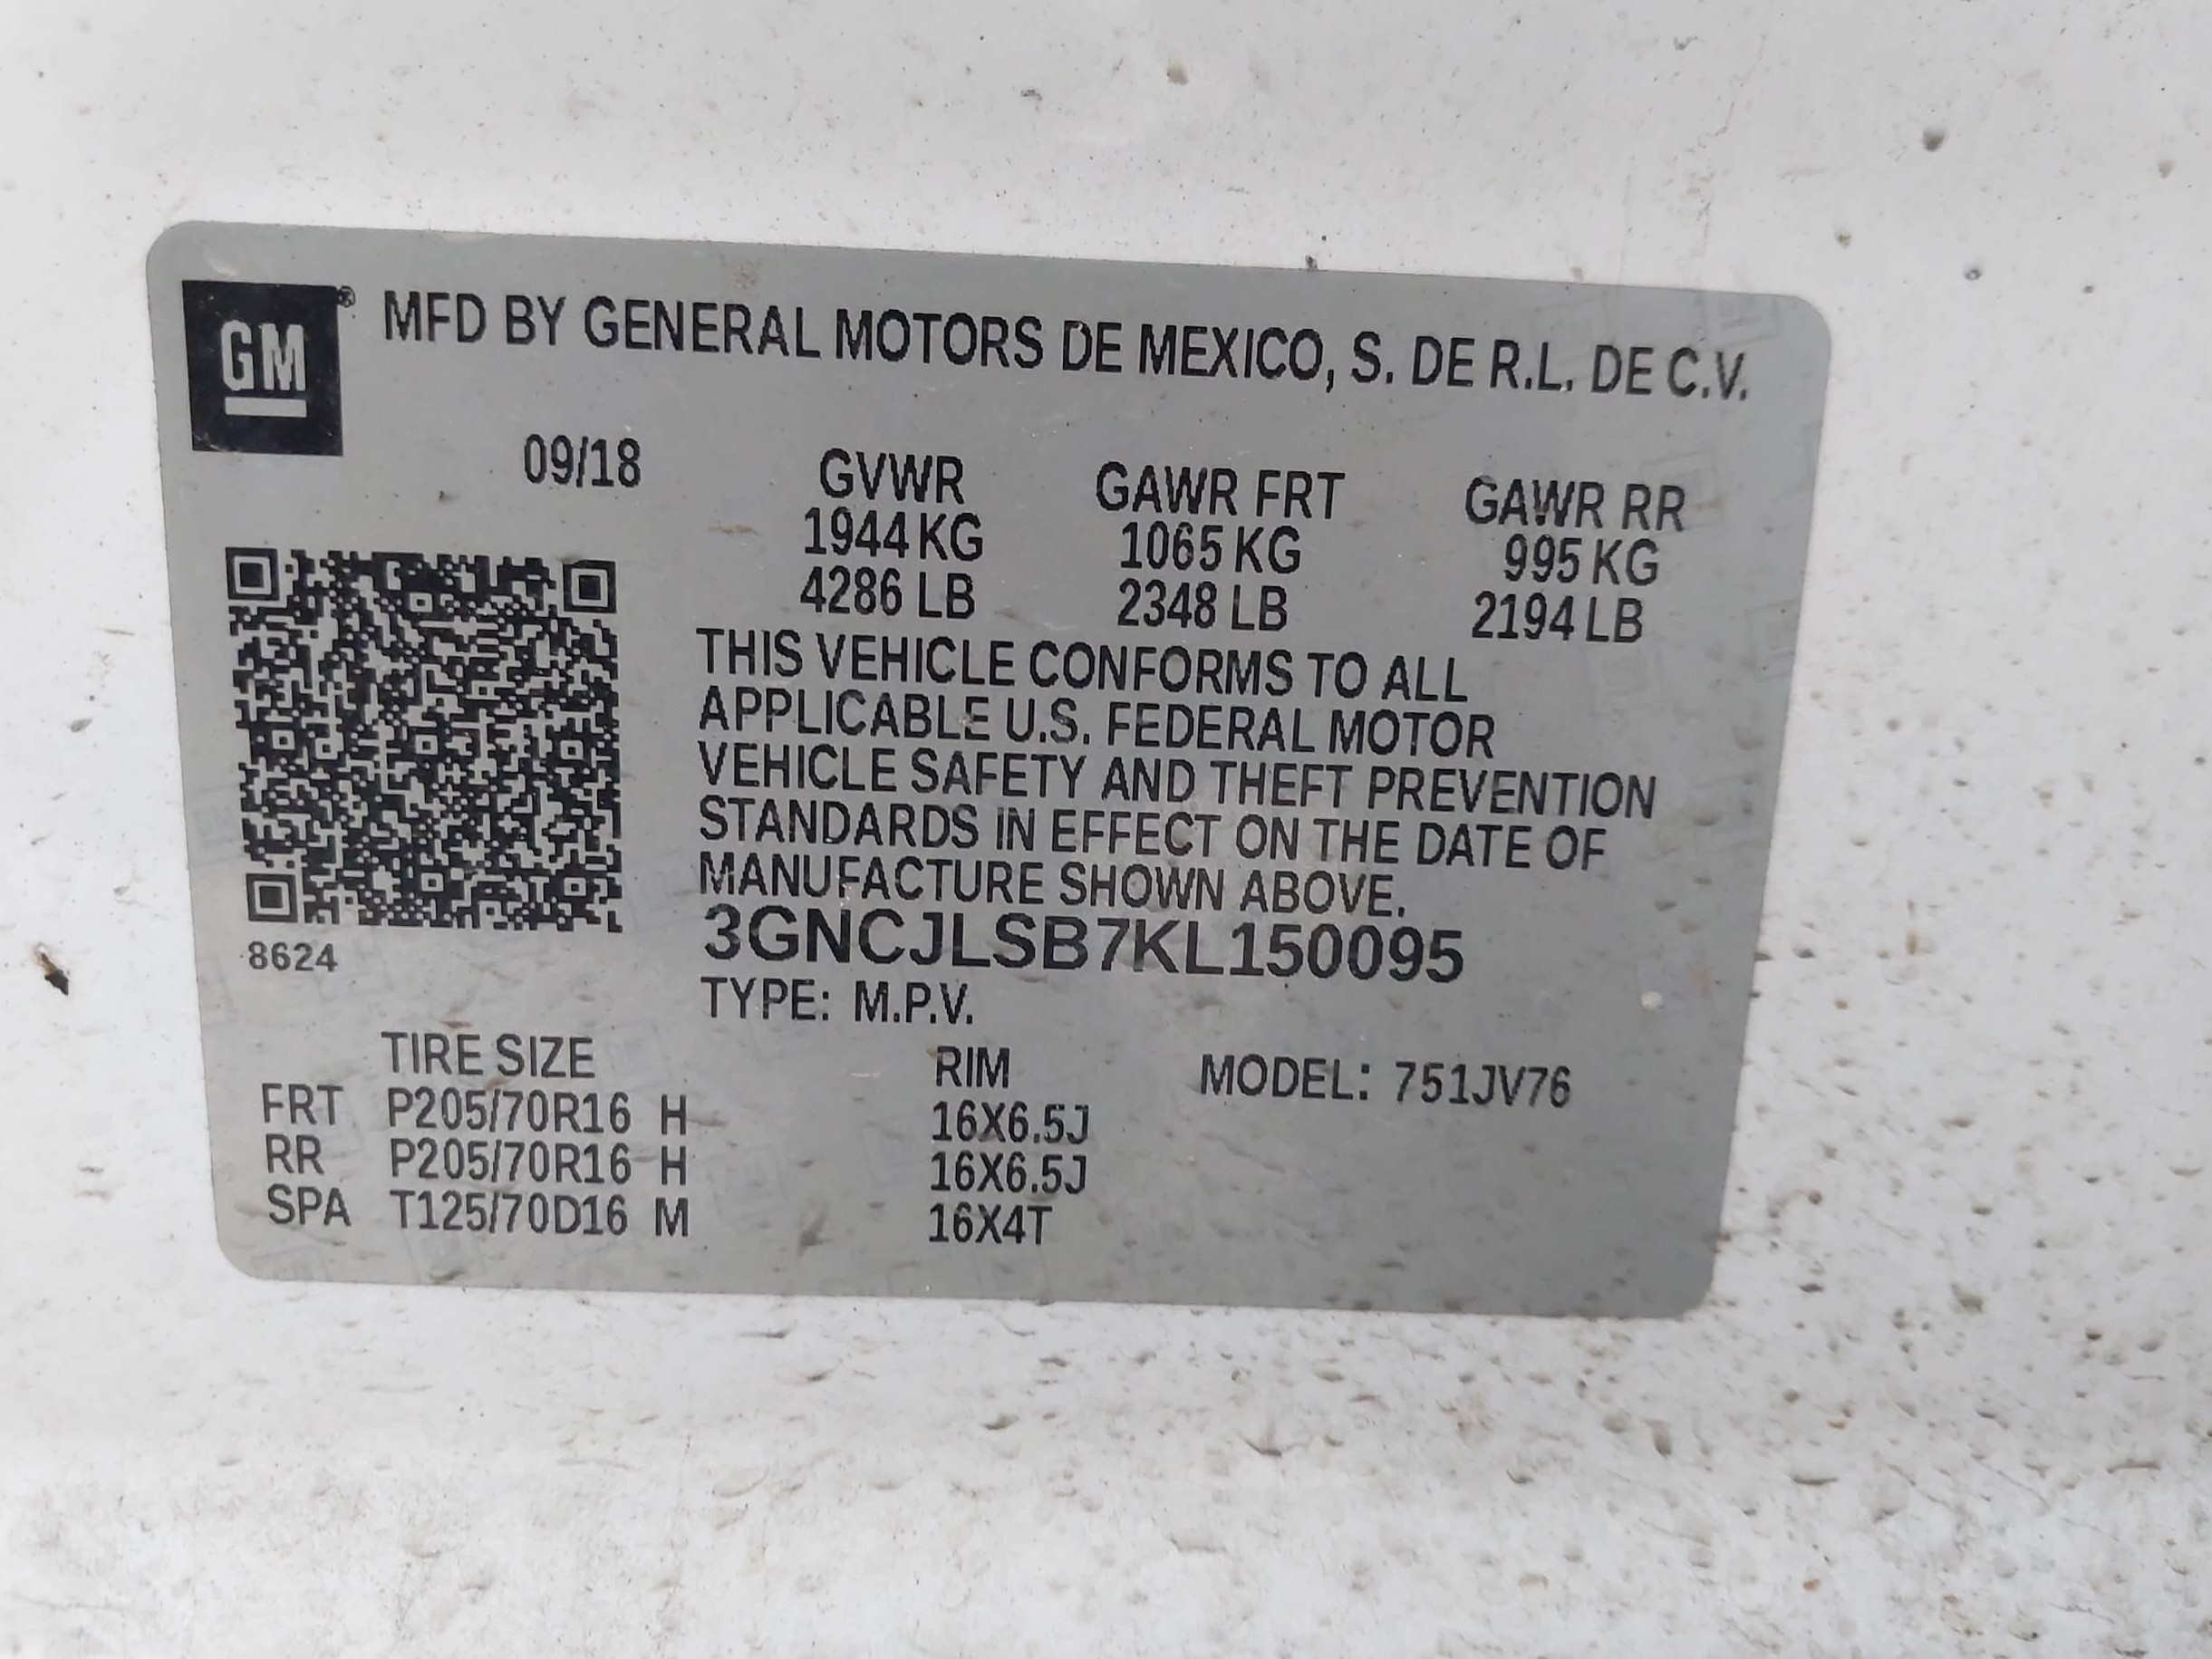 GM® MFD BY GENERAL MOTORS DE MEXICO, S. DE R.L. DE C.V.
09/18 GVWR GAWR FRT GAWR RR
1944 KG 1065 KG 995 KG
4286 LB 2348 LB 2194 LB
THIS VEHICLE CONFORMS TO ALL
APPLICABLE U.S. FEDERAL MOTOR
VEHICLE SAFETY AND THEFT PREVENTION
STANDARDS IN EFFECT ON THE DATE OF
MANUFACTURE SHOWN ABOVE.
3GNCJLSB7KL150095
8624
TYPE: M.P.V.
TIRE SIZE RIM MODEL: 751JV76
FRT P205/70R16 H 16X6.5J
RR P205/70R16 H 16X6.5J
SPA T125/70D16 M 16X4T